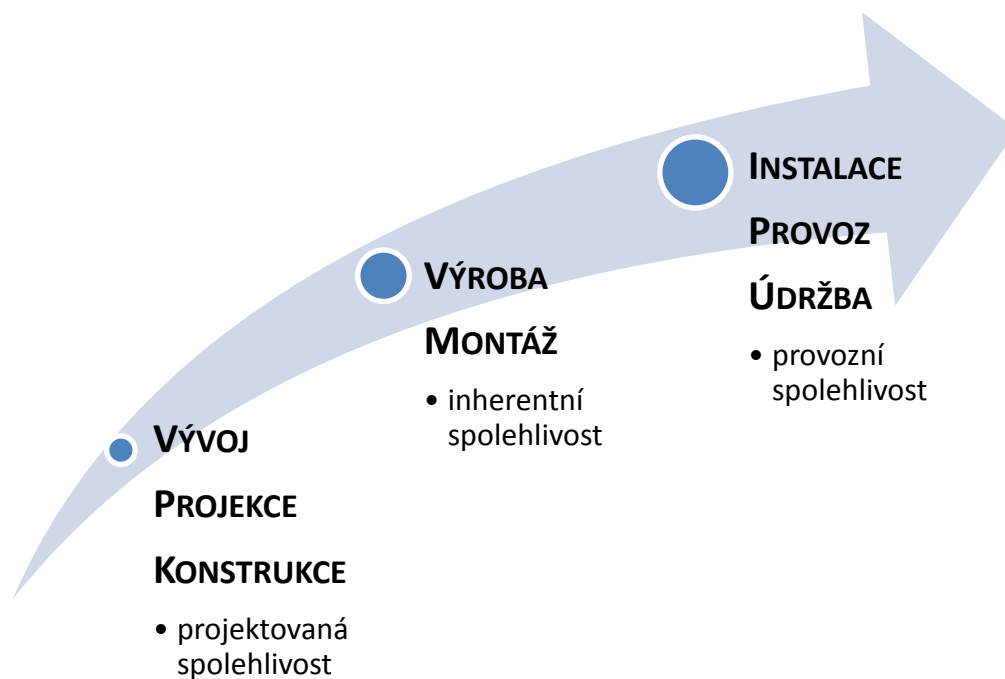 Vývoj
Projekce
Konstrukce
• projektovaná
spolehlivost
Výroba
Montáž
• inherentní
spolehlivost
Instalace
Provoz
Údržba
• provozní
spolehlivost